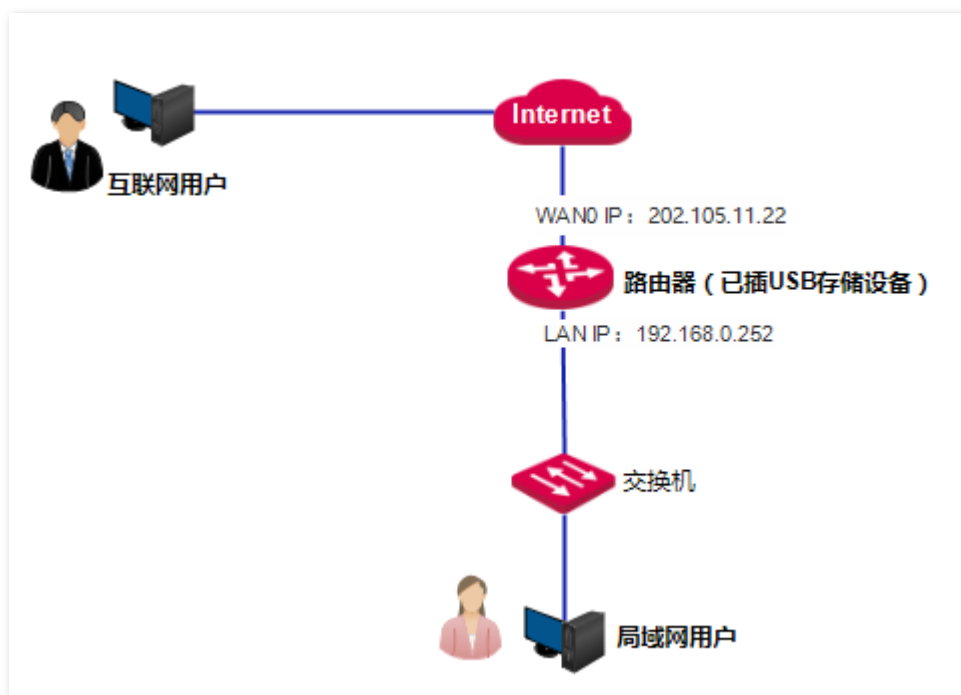 Internet
互联网用户
WAN0 IP： 202.105.11.22
路由器（已插USB存储设备）
LAN IP： 192.168.0.252
交换机
局域网用户